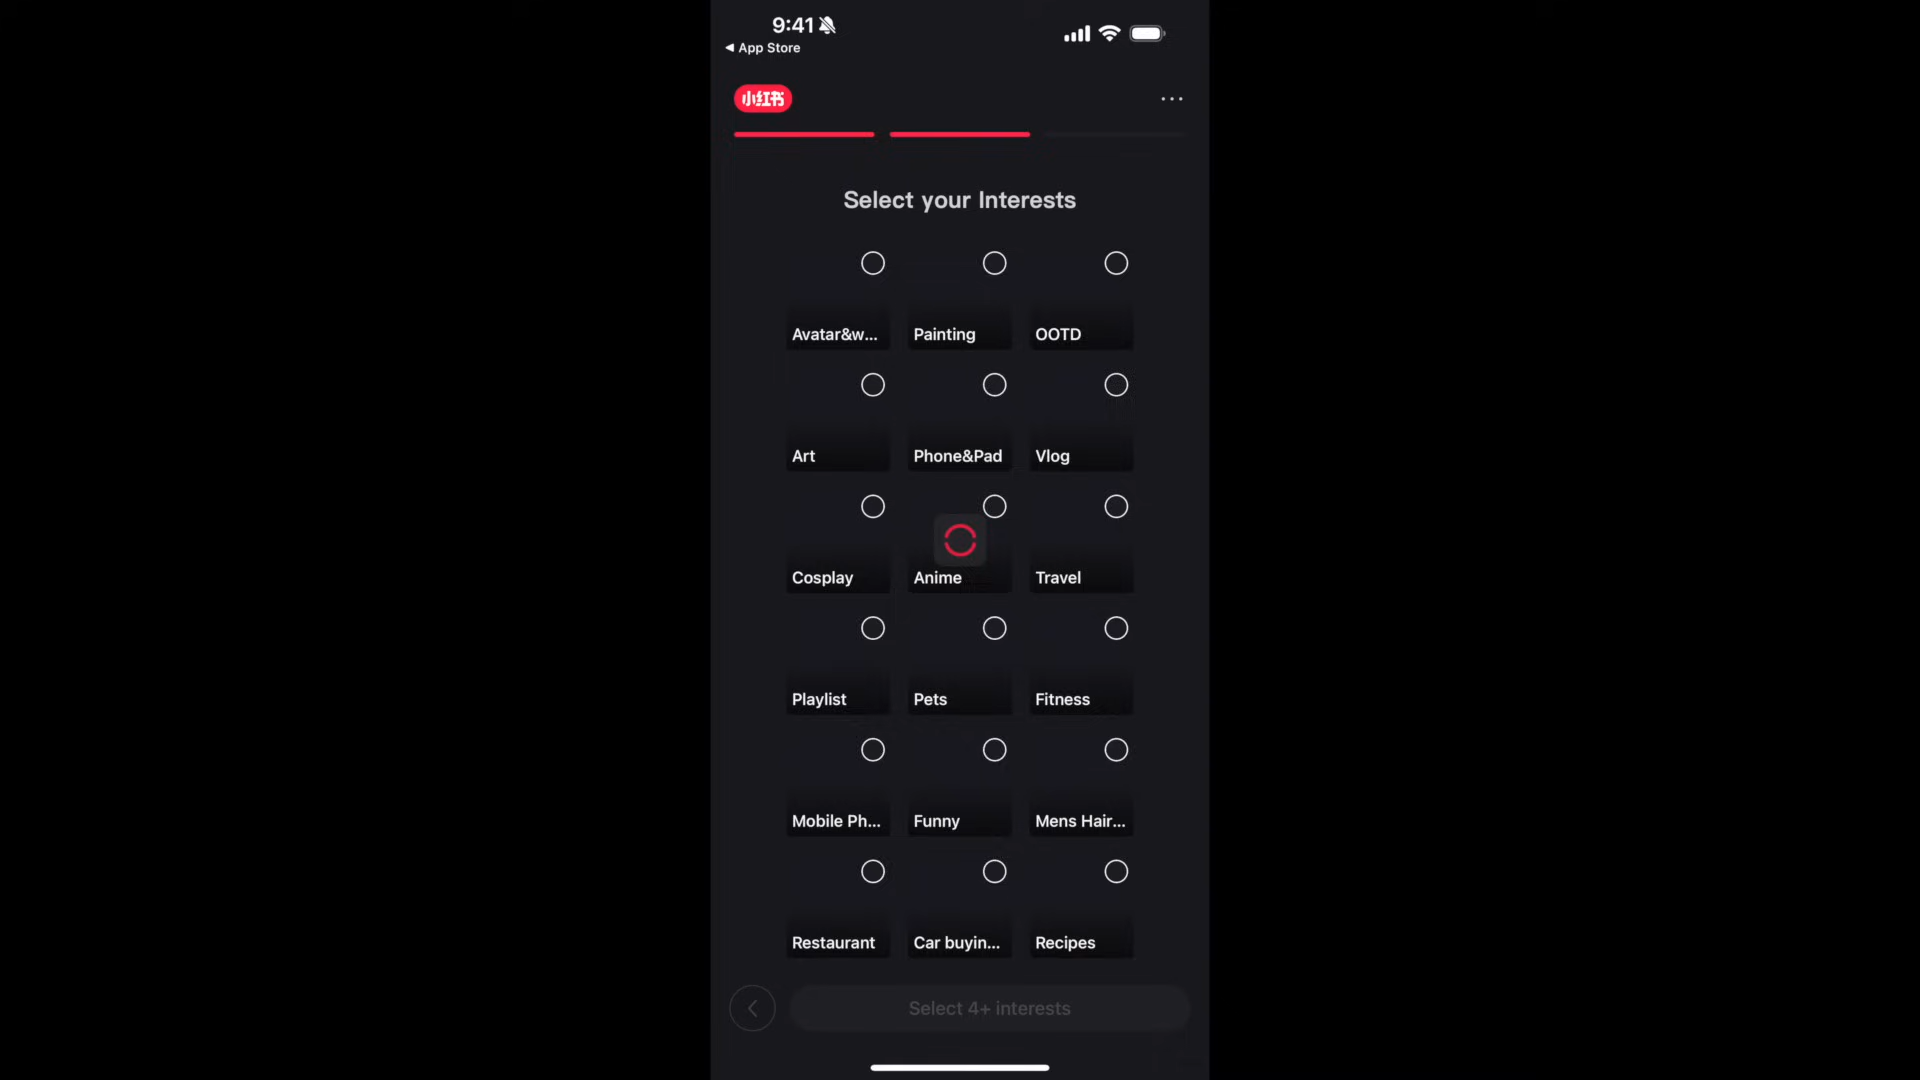 9:41
◀ App Store
小红书
...
Select your Interests
Avatar&w...
Painting
OOTD
Art
Phone&Pad
Vlog
Cosplay
Anime
Travel
Playlist
Pets
Fitness
Mobile Ph...
Funny
Mens Hair...
Restaurant
Car buyin...
Recipes
Select 4+ interests